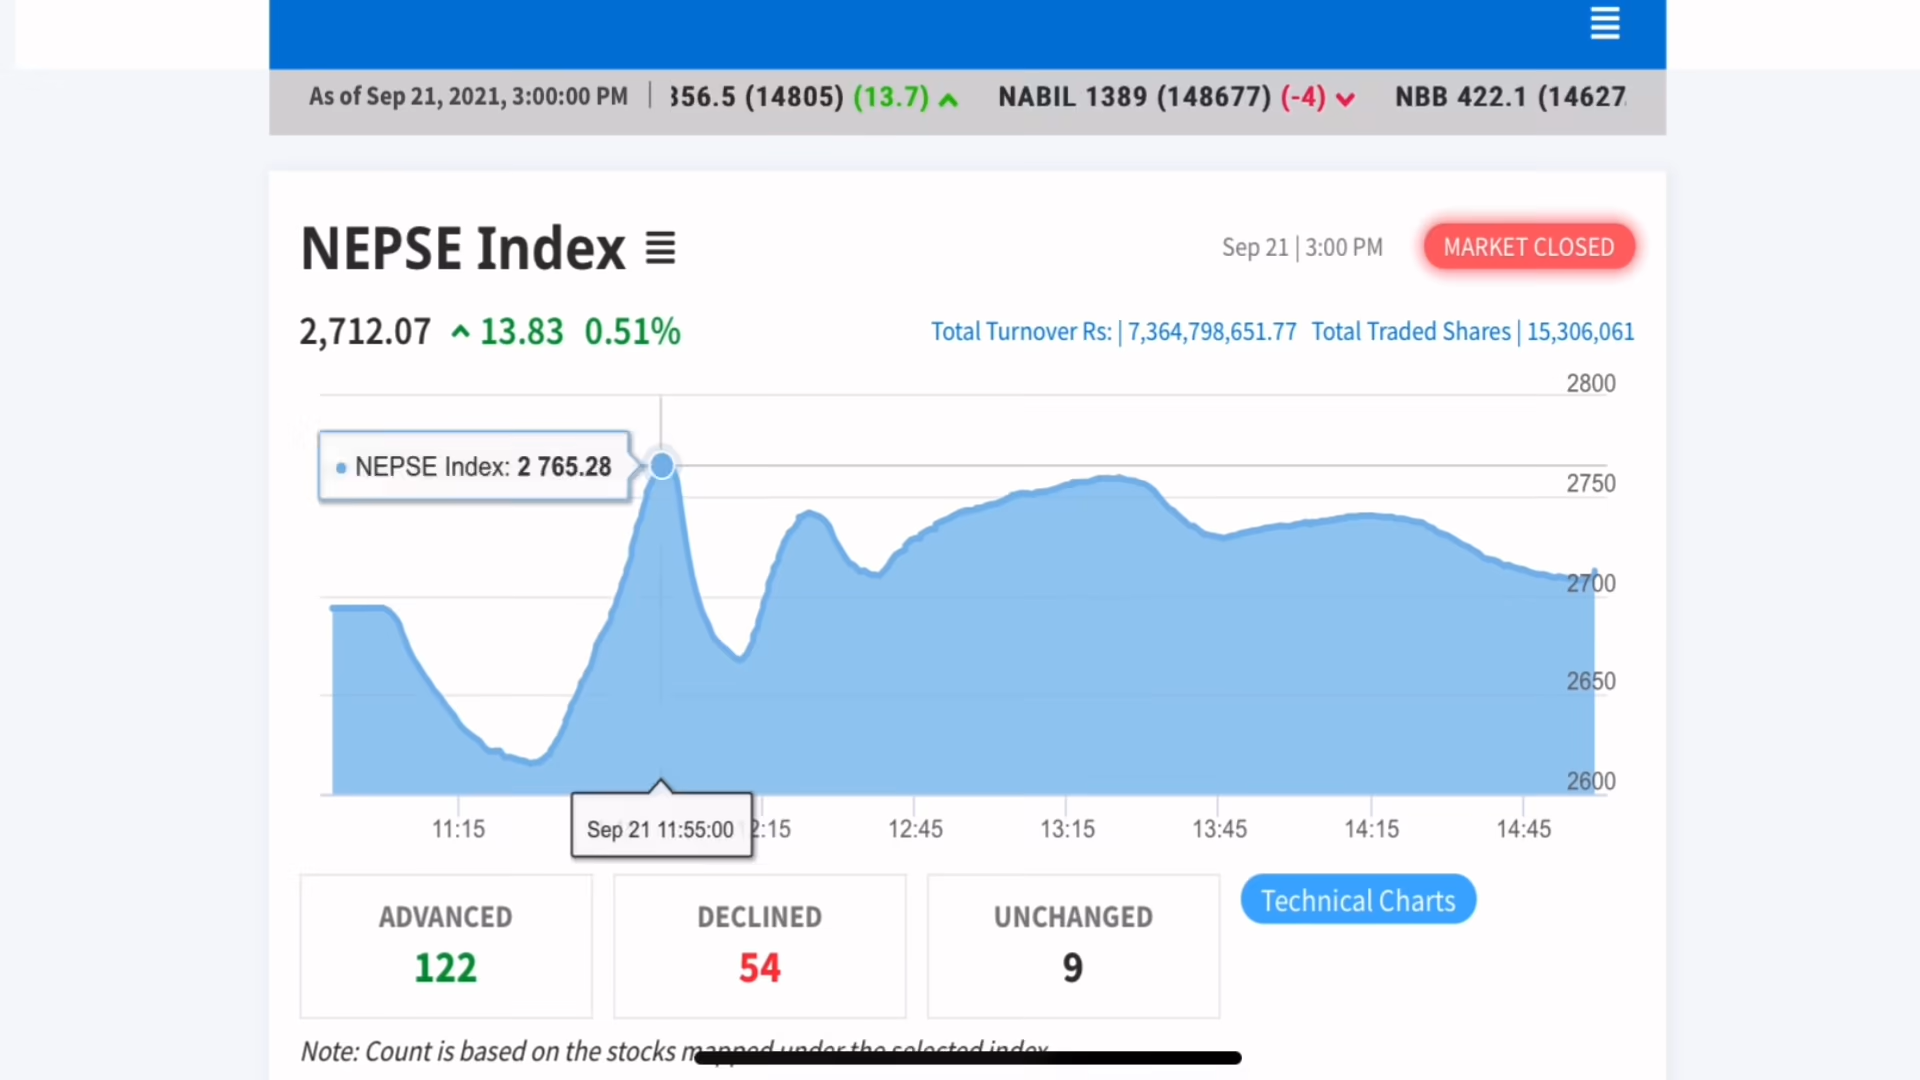 As of Sep 21, 2021, 3:00:00 PM | 356.5 (14805) (13.7) NABIL 1389 (148677) (-4) NBB 422.1 (14627
NEPSE Index
Sep 21 | 3:00 PM MARKET CLOSED
2,712.07 13.83 0.51%
Total Turnover Rs: | 7,364,798,651.77 Total Traded Shares | 15,306,061
2800
NEPSE Index: 2 765.28
2750
2700
2650
2600
11:15 Sep 21 11:55:00 2:15 12:45 13:15 13:45 14:15 14:45
ADVANCED DECLINED UNCHANGED Technical Charts
122 54 9
Note: Count is based on the stocks mapped under the selected index